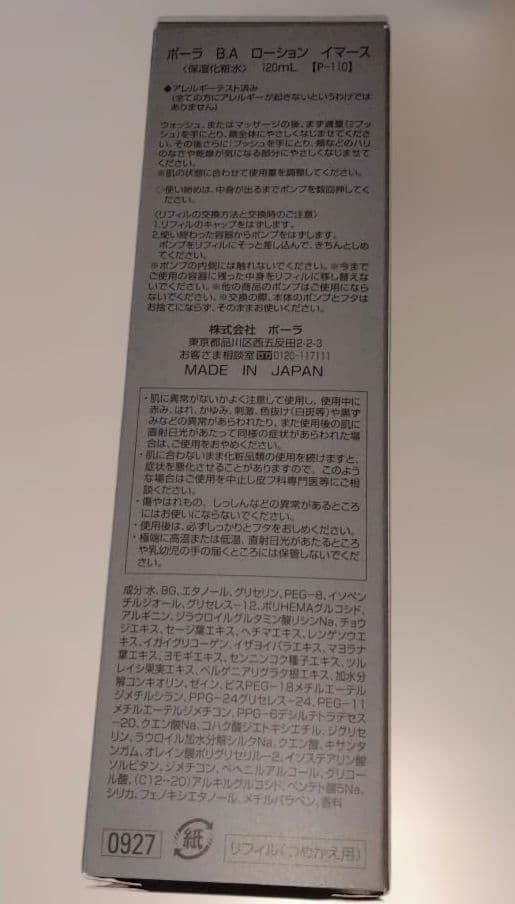 ポーラ B.A ローション イマース
〈保湿化粧水〉 120mL 【P-110】
◆アレルギーテスト済み
(全ての方にアレルギーが起きないというわけでは
ありません)
ウォッシュ、またはマッサージの後、まず適量(2プッ
シュ)を手にとり、顔全体にやさしくなじませてくださ
い。その後さらに1プッシュを手にとり、頬などのハリ
のなさや乾燥が気になる部分にやさしくなじませて
ください。
※肌の状態に合わせて使用量を調整してください。
◇使い始めは、中身が出るまでポンプを数回押してく
ださい。
〈リフィルの交換方法と交換時のご注意〉
1.リフィルのキャップをはずします。
2.使い終わった容器からポンプをはずします。
ポンプをリフィルにそっと差し込んで、きちんとしめ
てください。
※ポンプの内側には触れないでください。※今まで
ご使用の容器に残った中身をリフィルに移し替えな
いでください。※他の商品のポンプはご使用になら
ないでください。※交換の際、本体のポンプとフタは
お捨てにならず、そのままお使いください。
株式会社 ポーラ
東京都品川区西五反田2-2-3
お客さま相談室 0120-117111
MADE IN JAPAN
・肌に異常がないかよく注意して使用し、使用中に
赤み、はれ、かゆみ、刺激、色抜け(白斑等)や黒ず
みなどの異常があらわれたり、また使用後の肌に
直射日光があたって同様の症状があらわれた場
合は、ご使用をおやめください。
・肌に合わないまま化粧品類の使用を続けますと、
症状を悪化させることがありますので、このよう
な場合はご使用を中止し皮フ科専門医等にご相
談ください。
・傷やはれもの、しっしんなどの異常があるところ
にはお使いにならないでください。
・使用後は、必ずしっかりとフタをおしめください。
・極端に高温または低温、直射日光があたるところ
や乳幼児の手の届くところには保管しないでくだ
さい。
成分:水、BG、エタノール、グリセリン、PEG-8、イソペン
チルジオール、グリセレス-12、ポリHEMAグルコシド、
アルギニン、ジラウロイルグルタミン酸リシンNa、チョウ
ジエキス、セージ葉エキス、ヘチマエキス、レンゲソウエ
キス、イガイグリコーゲン、イザヨイバラエキス、マヨラナ
葉エキス、ヨモギエキス、センニンコク種子エキス、ツル
レイシ果実エキス、ベルゲニアリグラタ根エキス、加水分
解コンキオリン、ゼイン、ビスPEG-18メチルエーテル
ジメチルシラン、PPG-24グリセレス-24、PEG-11
メチルエーテルジメチコン、PPG-6デシルテトラデセス
-20、クエン酸Na、コハク酸ジエトキシエチル、ジグリセ
リン、ラウロイル加水分解シルクNa、クエン酸、キサンタ
ンガム、オレイン酸ポリグリセリル-2、イソステアリン酸
ソルビタン、ジメチコン、ベヘニルアルコール、グリコー
ル酸、(C12-20)アルキルグルコシド、ペンテト酸5Na、
シリカ、フェノキシエタノール、メチルパラベン、香料
0927
紙
リフィル(つめかえ用)